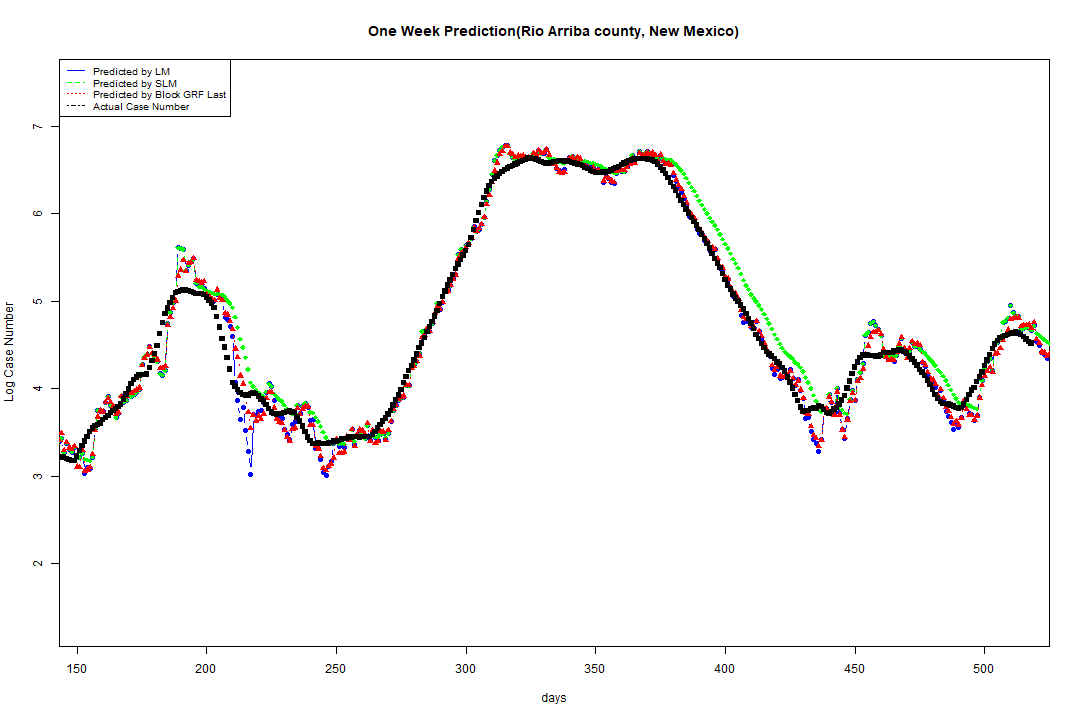 One Week Prediction(Rio Arriba county, New Mexico)
Predicted by LM
Predicted by SLM
Predicted by Block GRF Last
Actual Case Number
7
6
5
4
3
2
Log Case Number
150 200 250 300 350 400 450 500
days